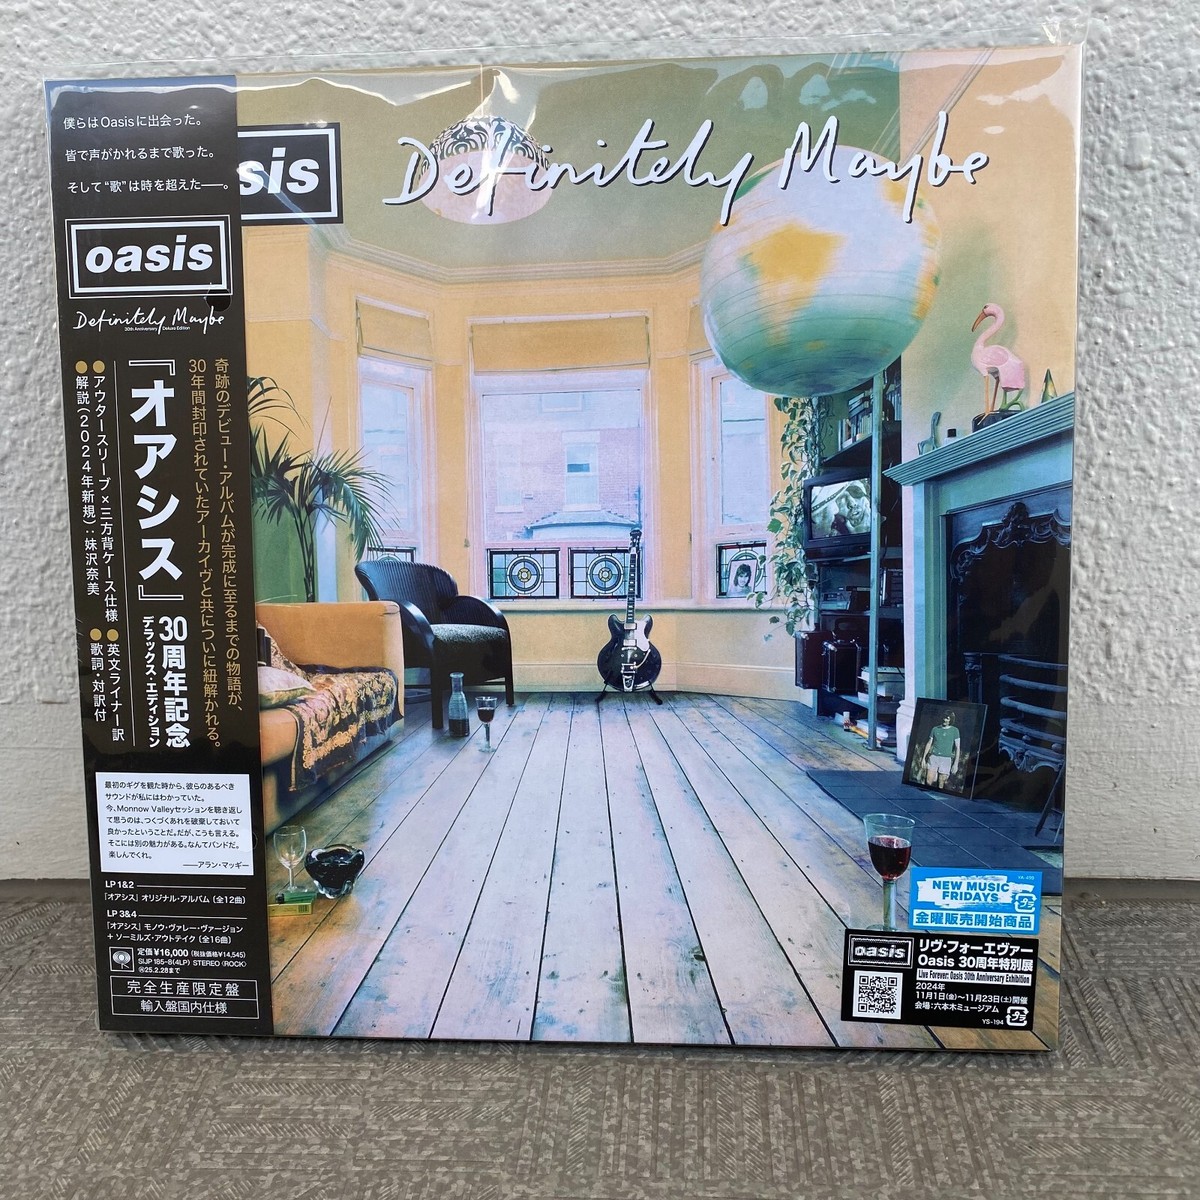 僕らはOasisに出会った。
皆で声がかれるまで歌った。
そして“歌”は時を超えた――。
oasis
Definitely Maybe
30th Anniversary Deluxe Edition
奇跡のデビュー・アルバムが完成に至るまでの物語が、
30年間封印されていたアーカイヴと共についに紐解かれる。
『オアシス』
30周年記念
デラックス・エディション
●アウタースリーブ×三方背ケース仕様
●英文ライナー訳
●解説（2024年新規）：妹沢奈美
●歌詞・対訳付
最初のギグを観た時から、彼らのあるべき
サウンドが私にはわかっていた。
今、Monnow Valleyセッションを聴き返し
て思うのは、つくづくあれを破棄しておいて
良かったということだ。だが、こうも言える。
そこには別の魅力がある。なんてバンドだ。
楽しんでくれ。
――アラン・マッギー
LP 1&2
『オアシス』オリジナル・アルバム（全12曲）
LP 3&4
『オアシス』モノウ・ヴァレー・ヴァージョン
+ ソーミルズ・アウトテイク（全16曲）
定価¥16,000（税抜価格¥14,545）
SIJP 185-8(4LP) STEREO〈ROCK〉
25.2.28まで
完全生産限定盤
輸入盤国内仕様
sis
Definitely Maybe
YA-498
NEW MUSIC
FRIDAYS
プラ
金曜販売開始商品
oasis
リヴ・フォーエヴァー
Oasis 30周年特別展
Live Forever: Oasis 30th Anniversary Exhibition
2024年
11月1日(金)～11月23日(土)開催
会場：六本木ミュージアム
YS-194
プラ